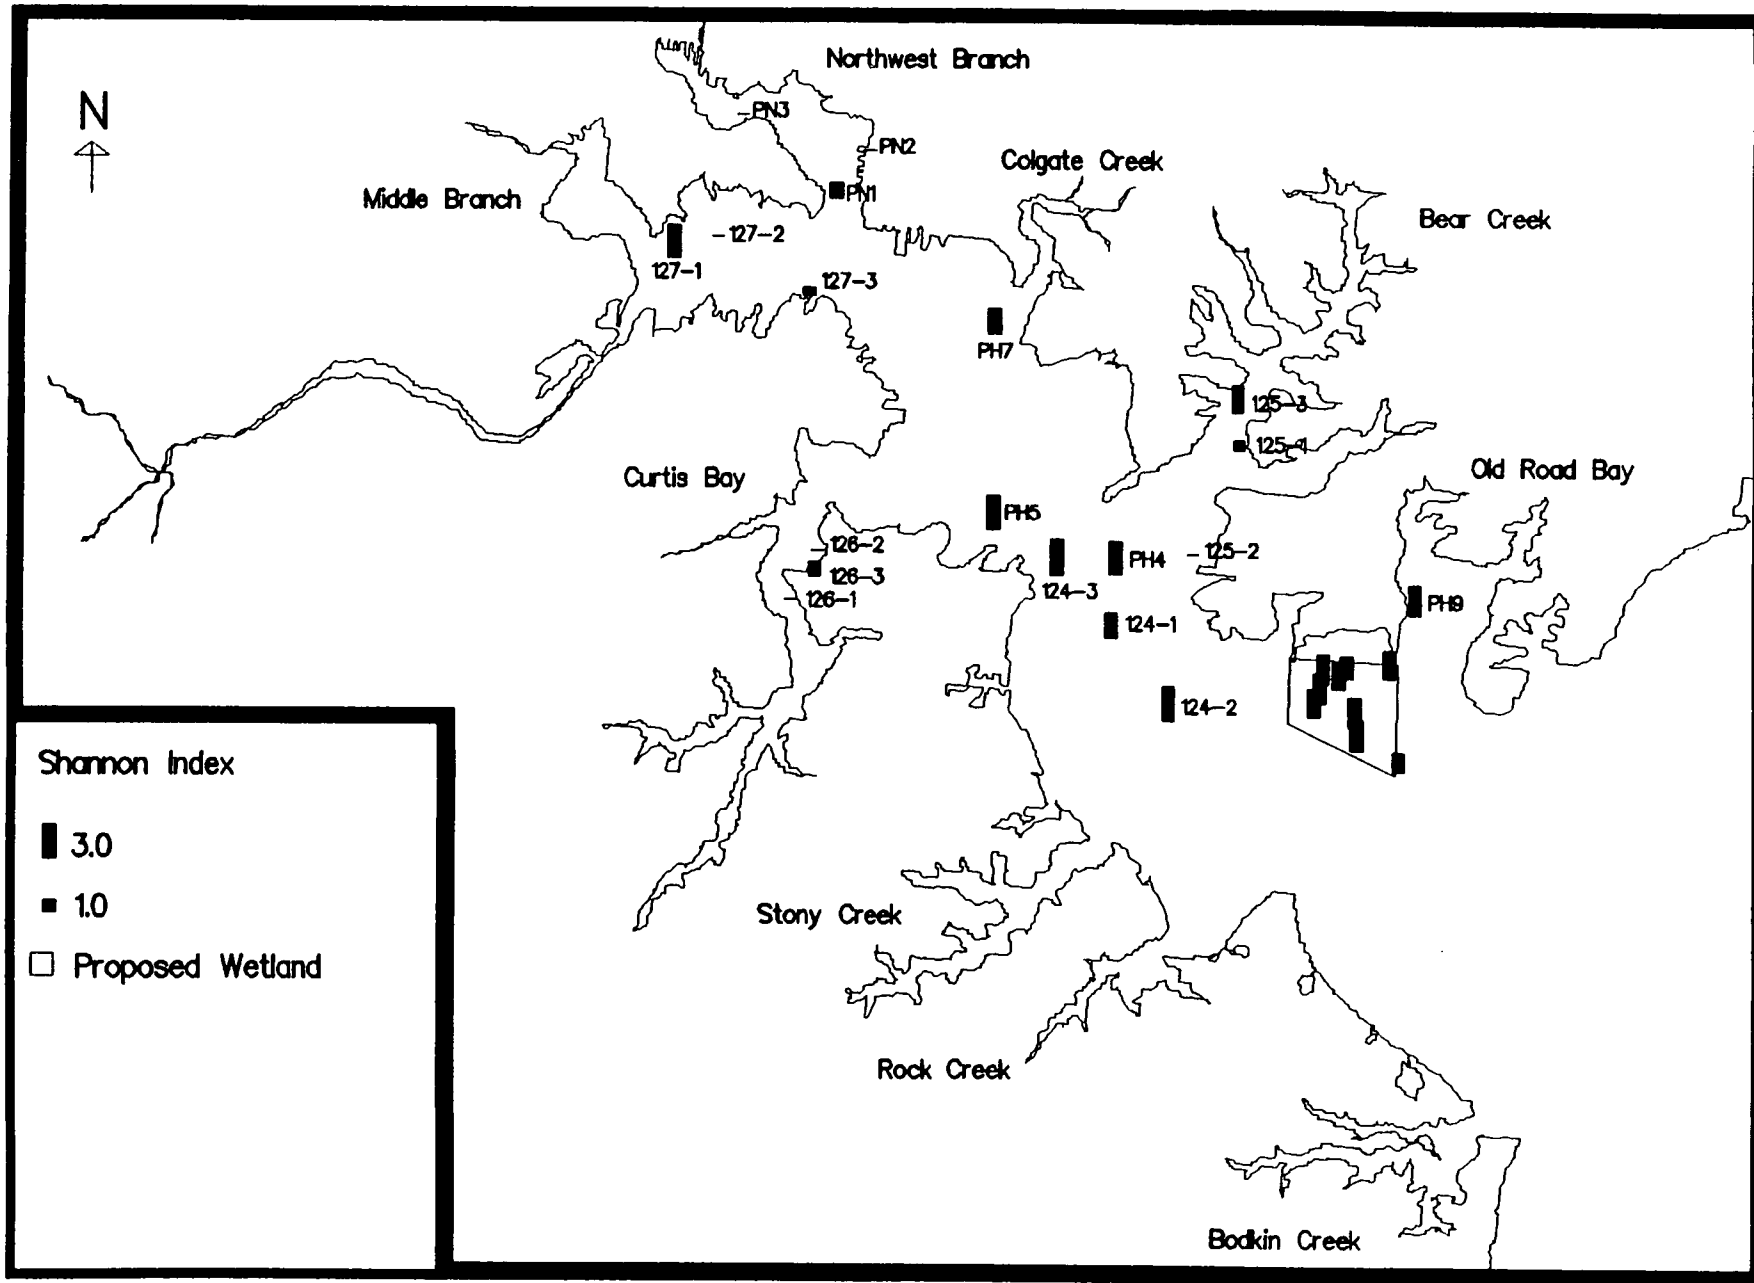 Northwest Branch
N
PN3
PN2
Colgate Creek
Middle Branch
PN1
Bear Creek
127-2
127-1
127-3
PH7
125-3
125-1
Curtis Bay
Old Road Bay
PH5
126-2
125-2
PH4
126-3
124-3
126-1
PH9
124-1
124-2
Shannon Index
3.0
1.0
Proposed Wetland
Stony Creek
Rock Creek
Bodkin Creek